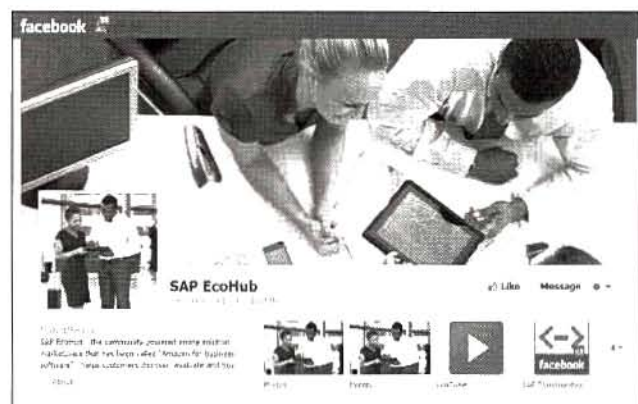 facebook
SAP EcoHub
Like Message
SAP EcoHub, the community powered online solution
marketplace that has been called "Amazon for business
software" helps customers discover, evaluate and buy
About
Photos Events YouTube
facebook